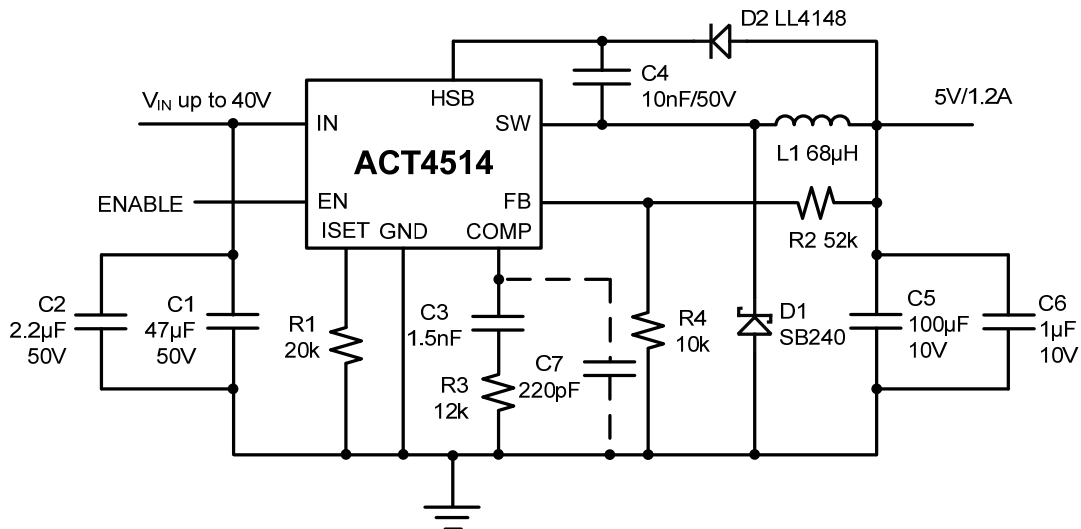 D2 LL4148
C4
10nF/50V
VIN up to 40V
HSB
5V/1.2A
IN
SW
ACT4514
L1 68µH
ENABLE
EN
FB
ISET
GND
COMP
R2 52k
C2
2.2µF
50V
C1
47µF
50V
R1
20k
C3
1.5nF
R3
12k
C7
220pF
R4
10k
D1
SB240
C5
100µF
10V
C6
1µF
10V